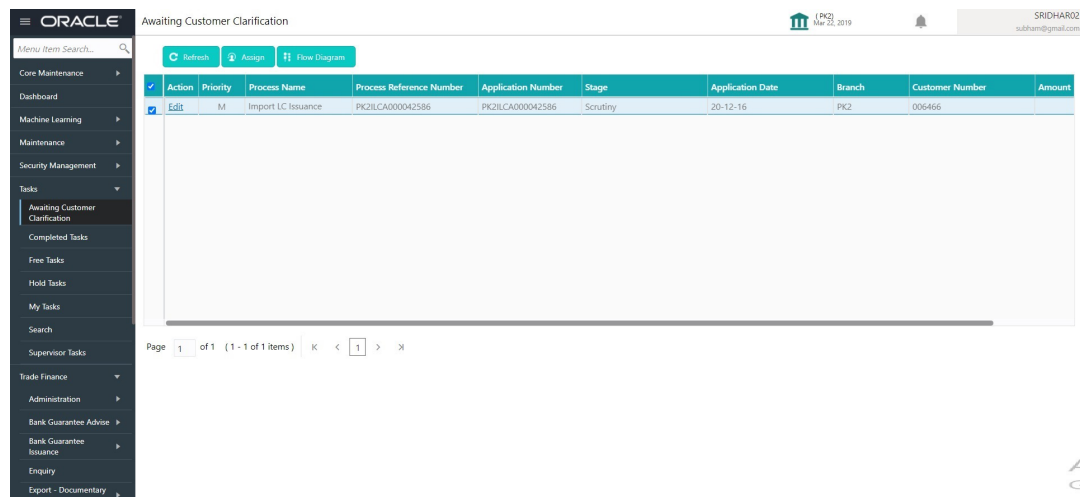 ORACLE
Awaiting Customer Clarification
( PK2)
Mar 22, 2019
SRIDHAR02
subham@gmail.com
Menu Item Search...
Core Maintenance
Dashboard
Machine Learning
Maintenance
Security Management
Tasks
Awaiting Customer
Clarification
Completed Tasks
Free Tasks
Hold Tasks
My Tasks
Search
Supervisor Tasks
Trade Finance
Administration
Bank Guarantee Advise
Bank Guarantee
Issuance
Enquiry
Export - Documentary
Refresh Assign Flow Diagram
Action Priority Process Name Process Reference Number Application Number Stage Application Date Branch Customer Number Amount
Edit M Import LC Issuance PK2ILCA000042586 PK2ILCA000042586 Scrutiny 20-12-16 PK2 006466
Page 1 of 1 ( 1 - 1 of 1 items ) K < 1 > >|